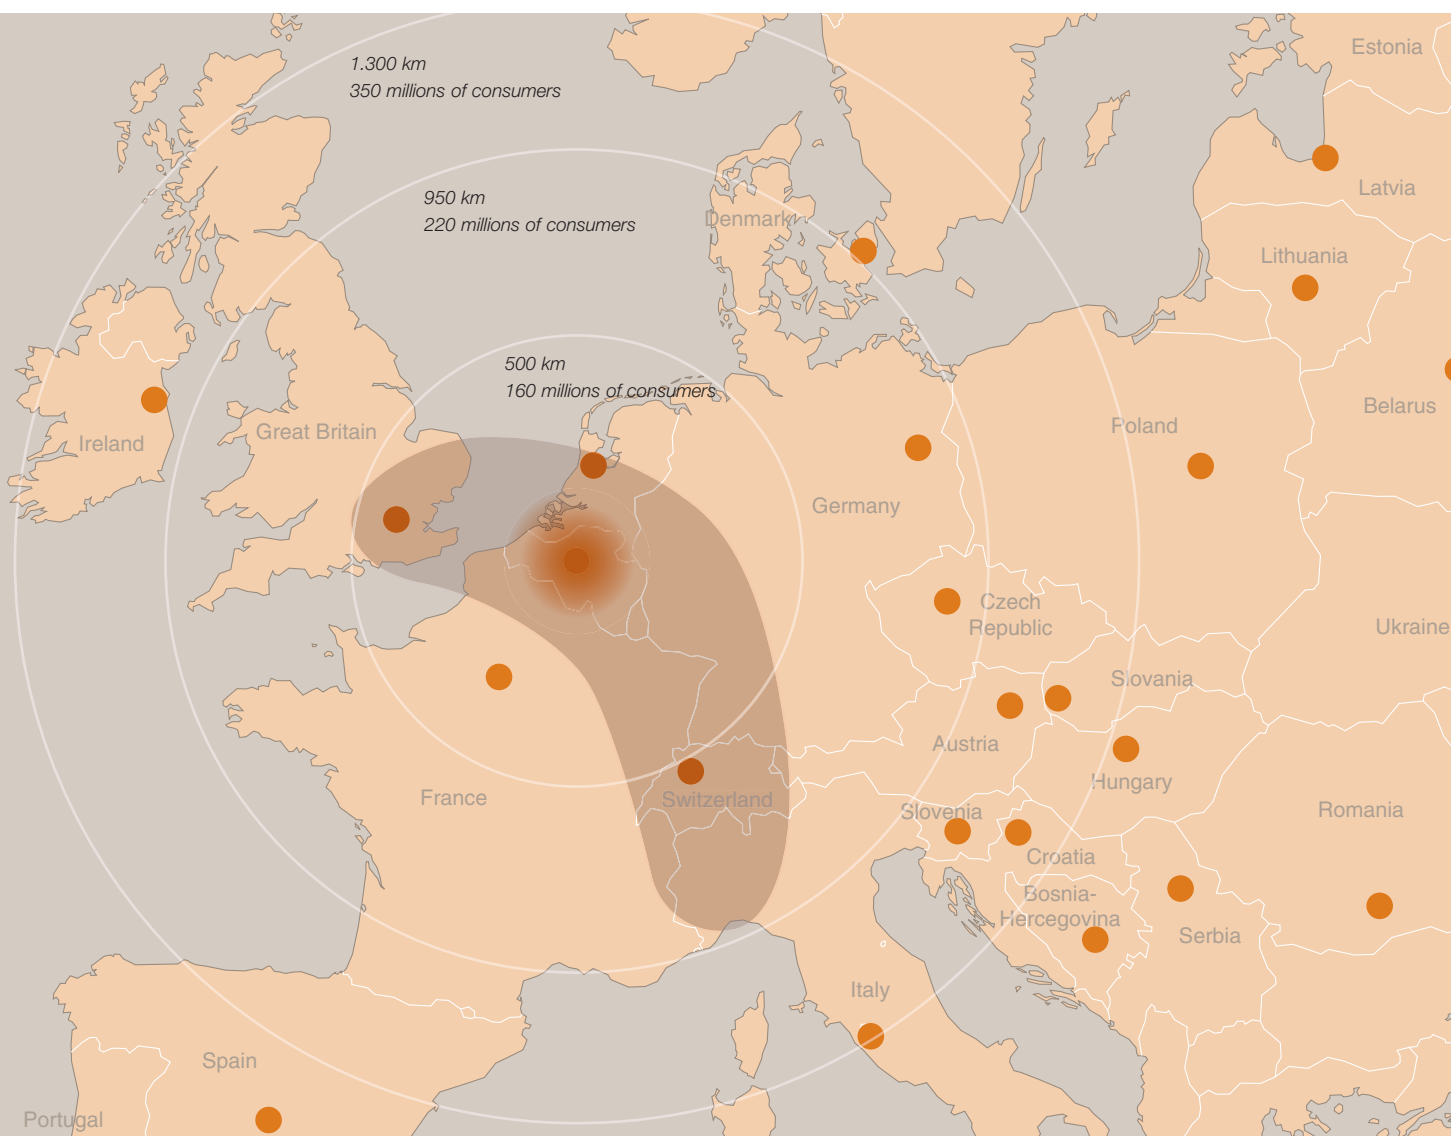 1.300 km
350 millions of consumers
Estonia
950 km
220 millions of consumers
Latvia
Denmark
Lithuania
500 km
160 millions of consumers
Belarus
Poland
Great Britain
Ireland
Germany
Czech
Republic
Ukraine
Slovania
Austria
Hungary
France
Switzerland
Slovenia
Romania
Croatia
Bosnia-
Hercegovina
Serbia
Italy
Spain
Portugal